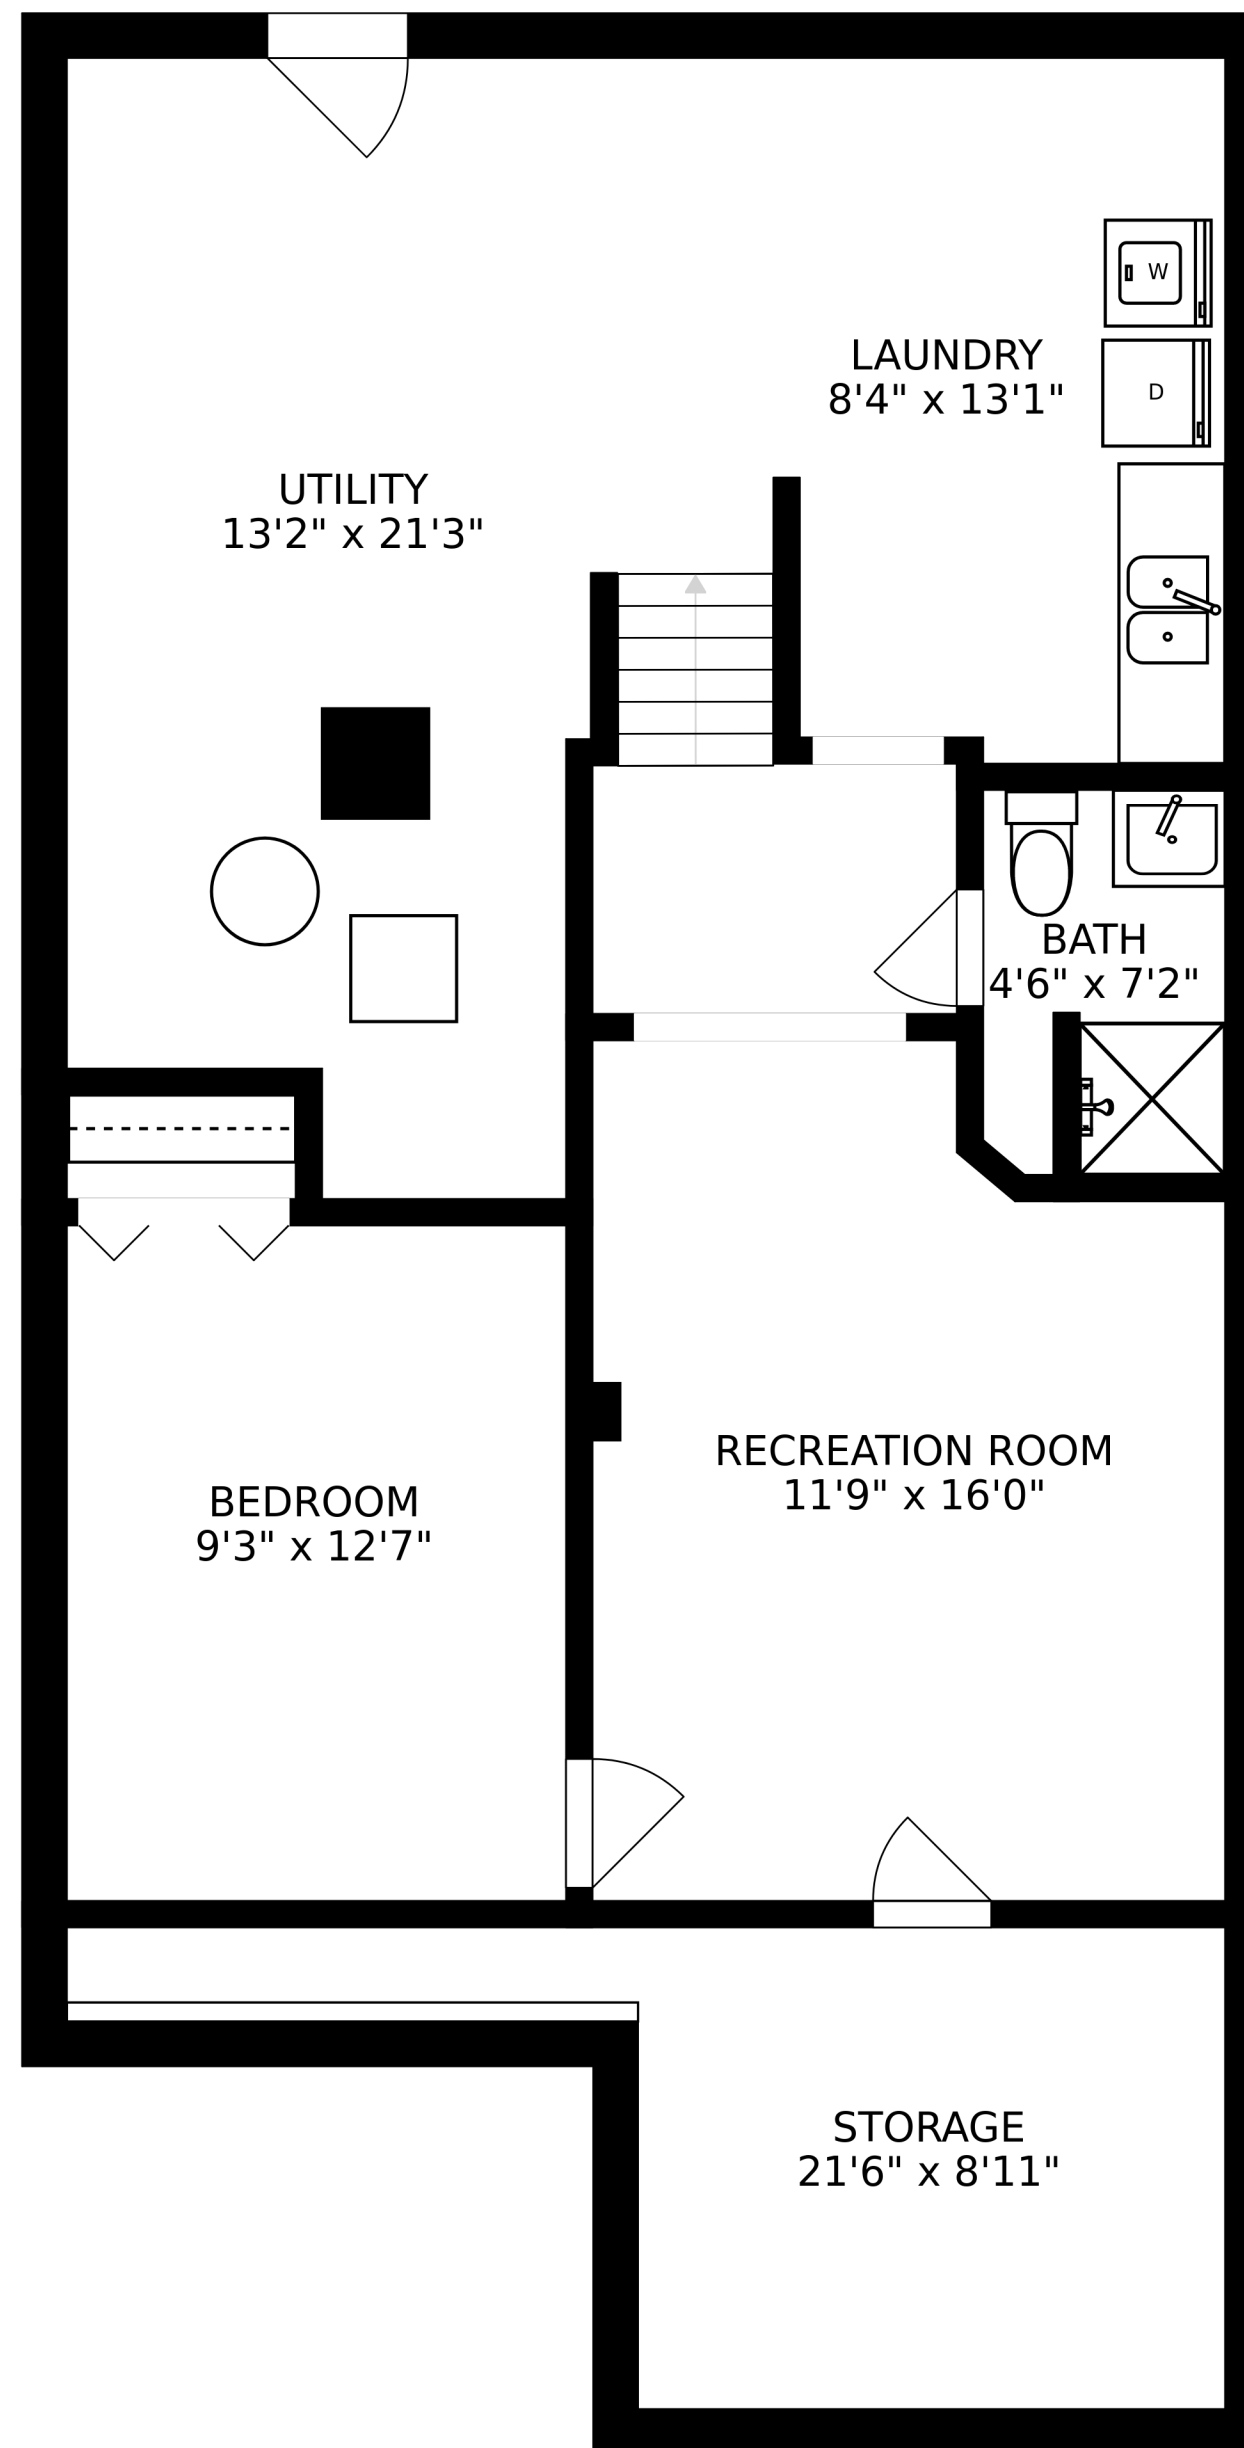 W
LAUNDRY
8'4" x 13'1"
D
UTILITY
13'2" x 21'3"
BATH
4'6" x 7'2"
RECREATION ROOM
11'9" x 16'0"
BEDROOM
9'3" x 12'7"
STORAGE
21'6" x 8'11"